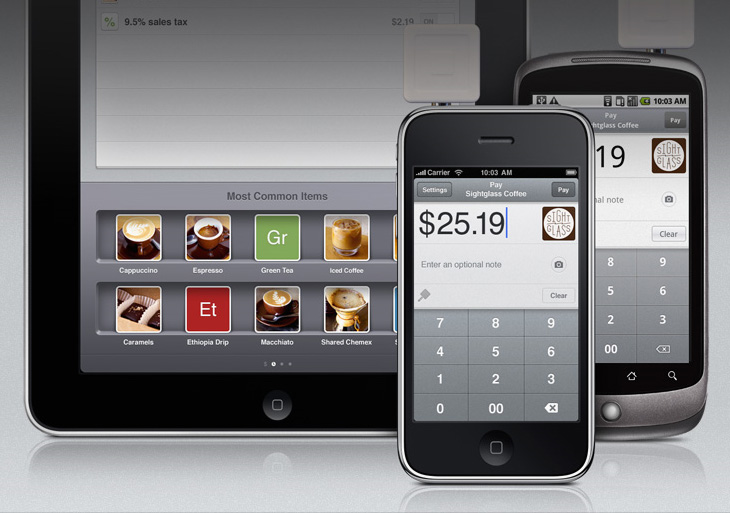 9.5% sales tax
$2.19
ON
Most Common Items
Cappuccino
Espresso
Gr
Green Tea
Iced Coffee
Caramels
Et
Ethiopia Drip
Macchiato
Shared Chemex
Carrier
10:03 AM
Settings
Pay
Sightglass Coffee
Pay
$25.19
SIGHT
GLASS
Enter an optional note
Clear
7 8 9
4 5 6
1 2 3
0 00
10:03 AM
Pay
htglass Coffee
Pay
19
SIGHT
GLASS
nal note
Clear
8 9
5 6
2 3
00